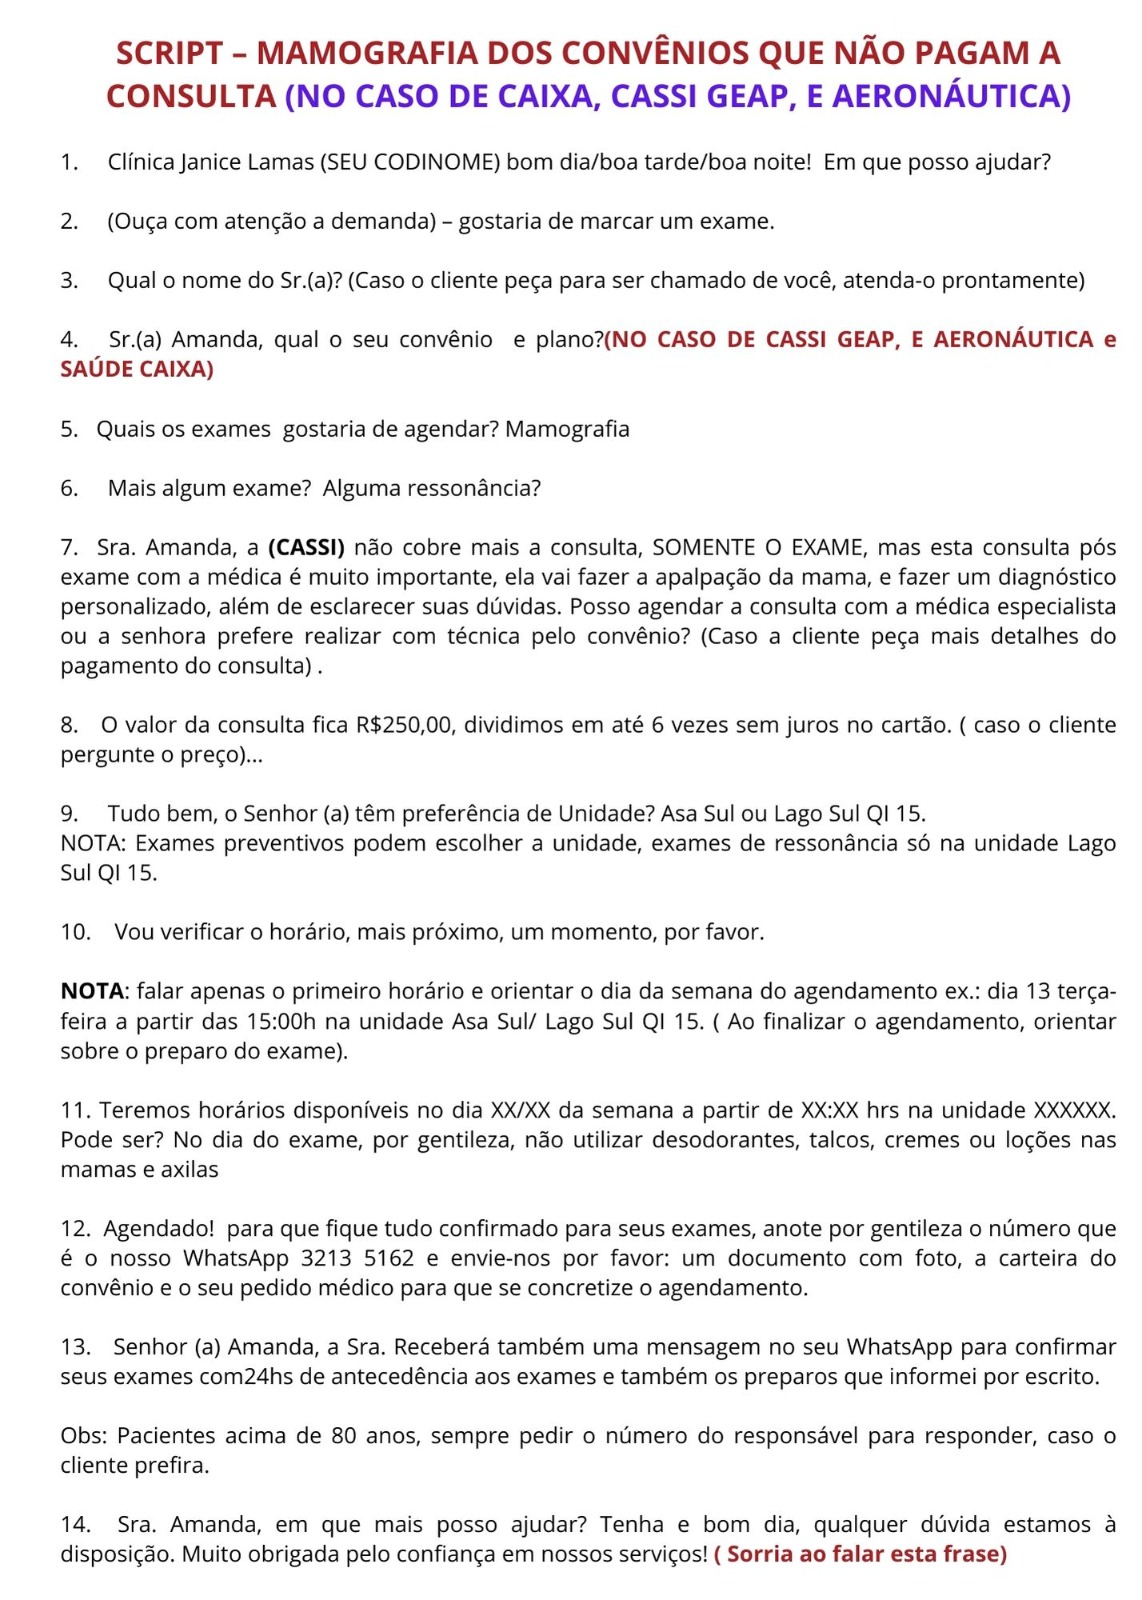 SCRIPT – MAMOGRAFIA DOS CONVÊNIOS QUE NÃO PAGAM A
CONSULTA (NO CASO DE CAIXA, CASSI GEAP, E AERONÁUTICA)
1. Clínica Janice Lamas (SEU CODINOME) bom dia/boa tarde/boa noite! Em que posso ajudar?
2. (Ouça com atenção a demanda) – gostaria de marcar um exame.
3. Qual o nome do Sr.(a)? (Caso o cliente peça para ser chamado de você, atenda-o prontamente)
4. Sr.(a) Amanda, qual o seu convênio e plano?(NO CASO DE CASSI GEAP, E AERONÁUTICA e
SAÚDE CAIXA)
5. Quais os exames gostaria de agendar? Mamografia
6. Mais algum exame? Alguma ressonância?
7. Sra. Amanda, a (CASSI) não cobre mais a consulta, SOMENTE O EXAME, mas esta consulta pós
exame com a médica é muito importante, ela vai fazer a apalpação da mama, e fazer um diagnóstico
personalizado, além de esclarecer suas dúvidas. Posso agendar a consulta com a médica especialista
ou a senhora prefere realizar com técnica pelo convênio? (Caso a cliente peça mais detalhes do
pagamento do consulta) .
8. O valor da consulta fica R$250,00, dividimos em até 6 vezes sem juros no cartão. ( caso o cliente
pergunte o preço)...
9. Tudo bem, o Senhor (a) têm preferência de Unidade? Asa Sul ou Lago Sul QI 15.
NOTA: Exames preventivos podem escolher a unidade, exames de ressonância só na unidade Lago
Sul QI 15.
10. Vou verificar o horário, mais próximo, um momento, por favor.
NOTA: falar apenas o primeiro horário e orientar o dia da semana do agendamento ex.: dia 13 terça-
feira a partir das 15:00h na unidade Asa Sul/ Lago Sul QI 15. ( Ao finalizar o agendamento, orientar
sobre o preparo do exame).
11. Teremos horários disponíveis no dia XX/XX da semana a partir de XX:XX hrs na unidade XXXXXX.
Pode ser? No dia do exame, por gentileza, não utilizar desodorantes, talcos, cremes ou loções nas
mamas e axilas
12. Agendado! para que fique tudo confirmado para seus exames, anote por gentileza o número que
é o nosso WhatsApp 3213 5162 e envie-nos por favor: um documento com foto, a carteira do
convênio e o seu pedido médico para que se concretize o agendamento.
13. Senhor (a) Amanda, a Sra. Receberá também uma mensagem no seu WhatsApp para confirmar
seus exames com24hs de antecedência aos exames e também os preparos que informei por escrito.
Obs: Pacientes acima de 80 anos, sempre pedir o número do responsável para responder, caso o
cliente prefira.
14. Sra. Amanda, em que mais posso ajudar? Tenha e bom dia, qualquer dúvida estamos à
disposição. Muito obrigada pelo confiança em nossos serviços! ( Sorria ao falar esta frase)